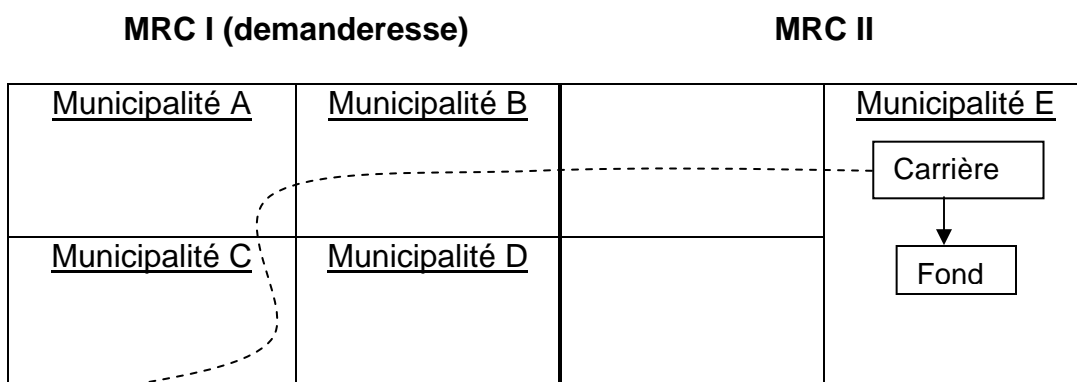 MRC I (demanderesse) MRC II
Municipalité A Municipalité B Municipalité E
Carrière
Municipalité C Municipalité D
Fond